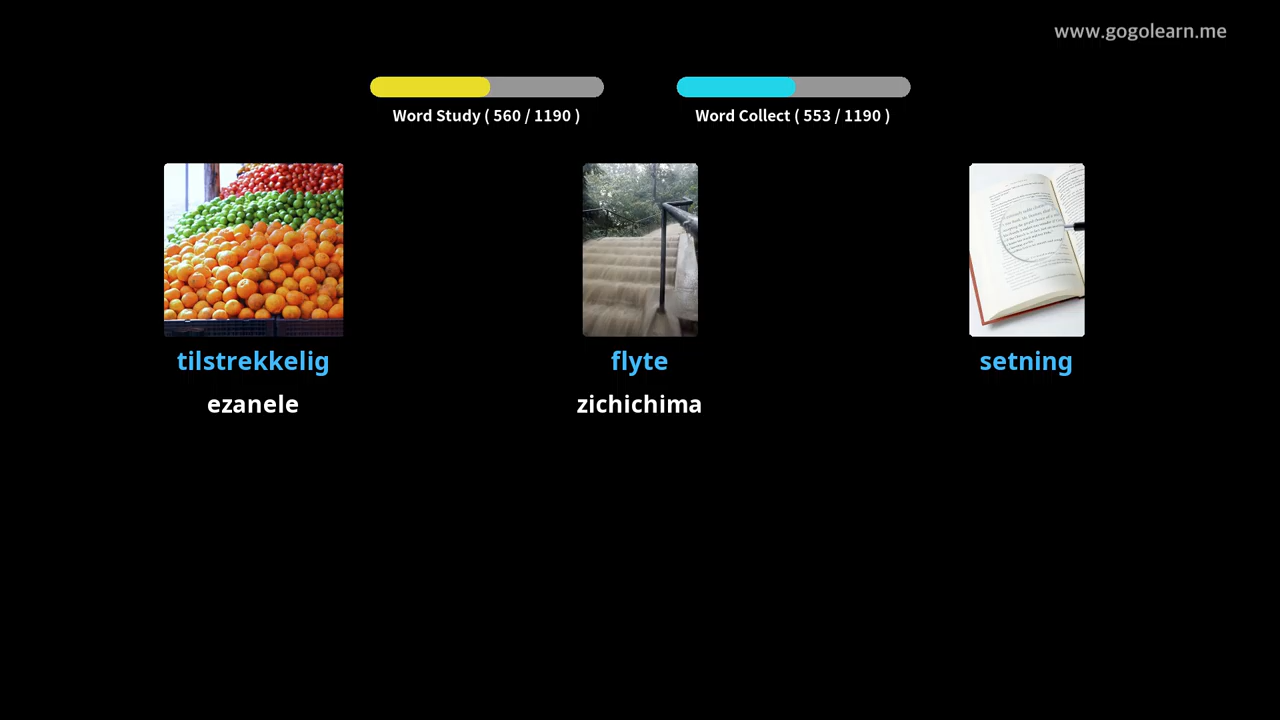 www.gogolearn.me
Word Study ( 560 / 1190 )
Word Collect ( 553 / 1190 )
tilstrekkelig
flyte
setning
ezanele
zichichima